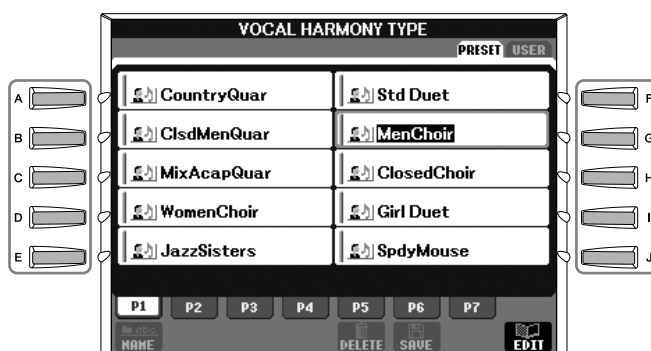 VOCAL HARMONY TYPE
PRESET USER
A CountryQuar Std Duet F
B ClsdMenQuar MenChoir G
C MixAcapQuar ClosedChoir H
D WomenChoir Girl Duet I
E JazzSisters SpdyMouse J
P1 P2 P3 P4 P5 P6 P7
NAME DELETE SAVE EDIT